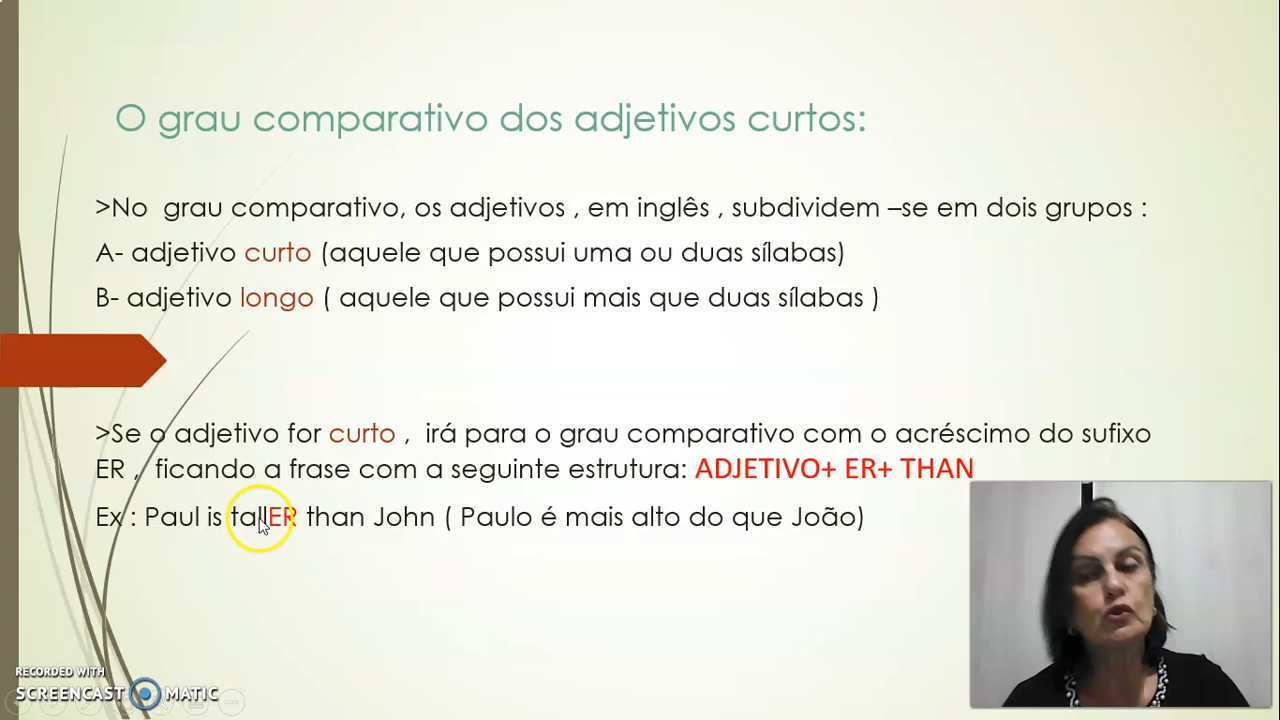 O grau comparativo dos adjetivos curtos:
>No grau comparativo, os adjetivos , em inglês , subdividem –se em dois grupos :
A- adjetivo curto (aquele que possui uma ou duas sílabas)
B- adjetivo longo ( aquele que possui mais que duas sílabas )
>Se o adjetivo for curto , irá para o grau comparativo com o acréscimo do sufixo
ER , ficando a frase com a seguinte estrutura: ADJETIVO+ ER+ THAN
Ex : Paul is tallER than John ( Paulo é mais alto do que João)
RECORDED WITH
SCREENCAST MATIC